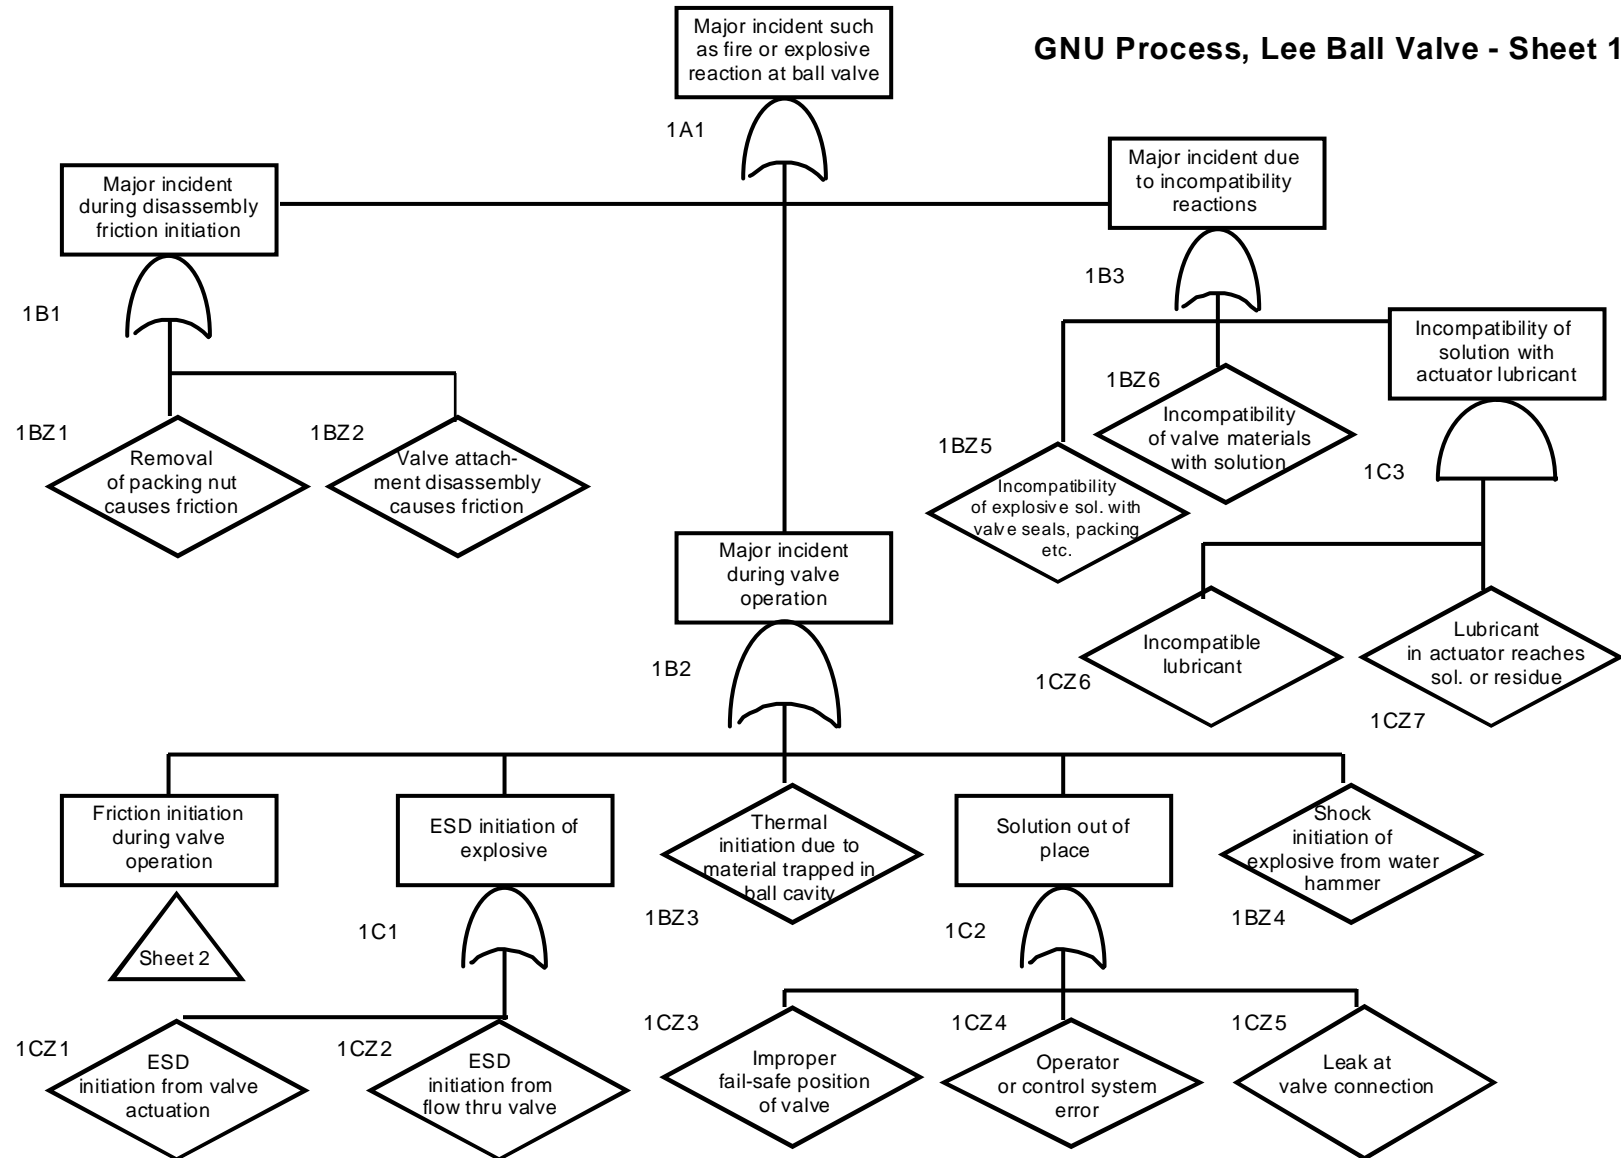 Major incident such
as fire or explosive
reaction at ball valve
GNU Process, Lee Ball Valve - Sheet 1
1A1
Major incident
during disassembly
friction initiation
Major incident due
to incompatibility
reactions
1B1
1B3
Incompatibility of
solution with
actuator lubricant
1BZ1
Removal
of packing nut
causes friction
1BZ2
Valve attach-
ment disassembly
causes friction
1BZ5
Incompatibility
of explosive sol. with
valve seals, packing
etc.
1BZ6
Incompatibility
of valve materials
with solution
1C3
Major incident
during valve
operation
1B2
1CZ6
Incompatible
lubricant
Lubricant
in actuator reaches
sol. or residue
1CZ7
Friction initiation
during valve
operation
ESD initiation of
explosive
Thermal
initiation due to
material trapped in
ball cavity
1BZ3
Solution out of
place
Shock
initiation of
explosive from water
hammer
1BZ4
Sheet 2
1C1
1C2
1CZ1
ESD
initiation from valve
actuation
1CZ2
ESD
initiation from
flow thru valve
1CZ3
Improper
fail-safe position
of valve
1CZ4
Operator
or control system
error
1CZ5
Leak at
valve connection